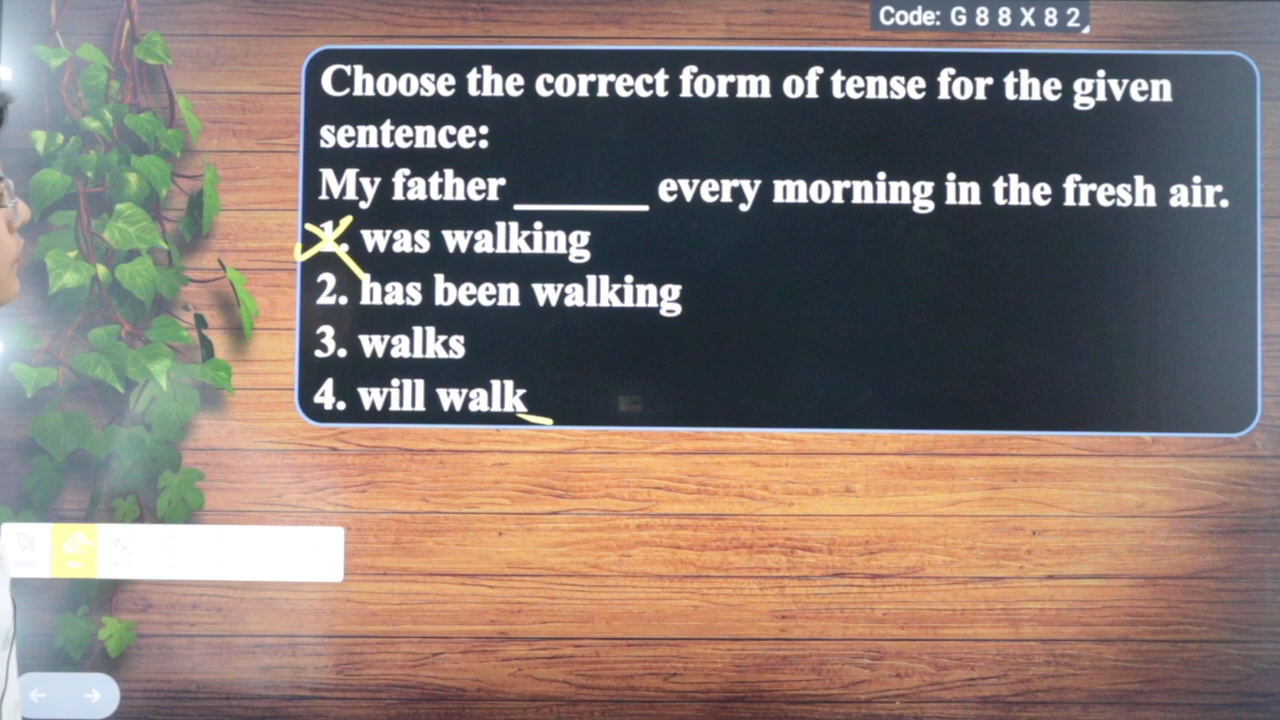 Code: G 8 8 X 8 2
Choose the correct form of tense for the given
sentence:
My father ______ every morning in the fresh air.
1. was walking
2. has been walking
3. walks
4. will walk